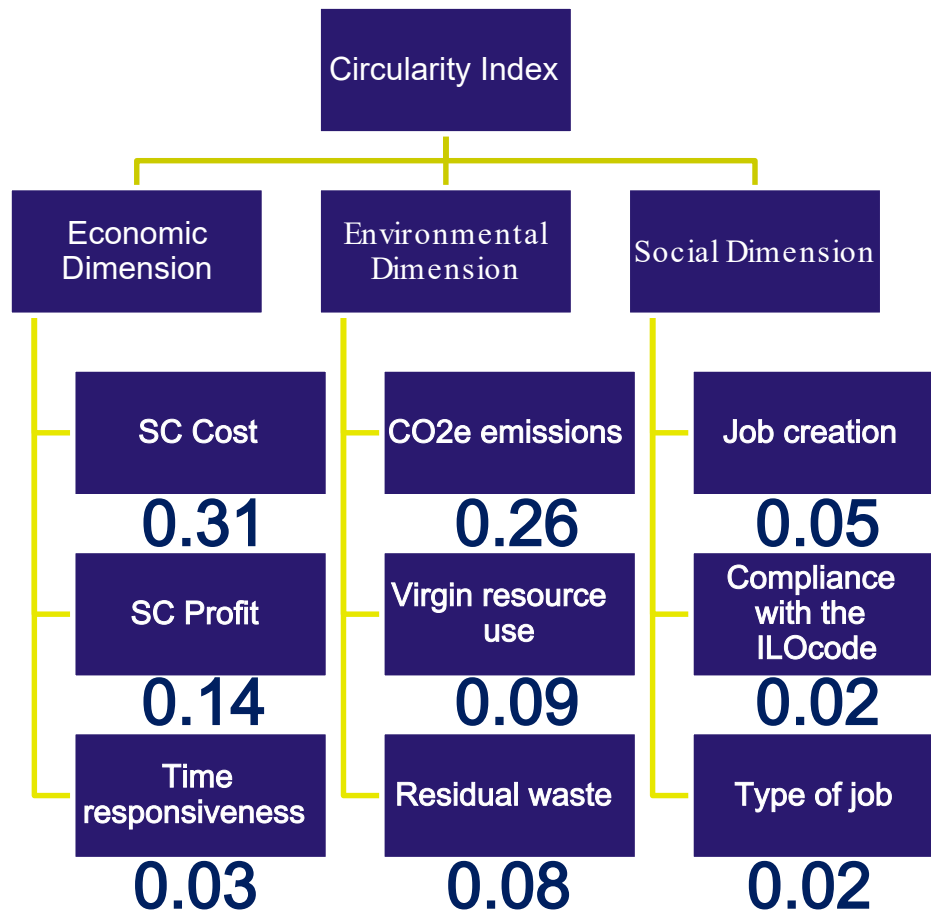 Circularity Index
Economic
Dimension
Environmental
Dimension
Social Dimension
SC Cost
0.31
CO2e emissions
0.26
Job creation
0.05
SC Profit
0.14
Virgin resource
use
0.09
Compliance
with the
ILOcode
0.02
Time
responsiveness
0.03
Residual waste
0.08
Type of job
0.02